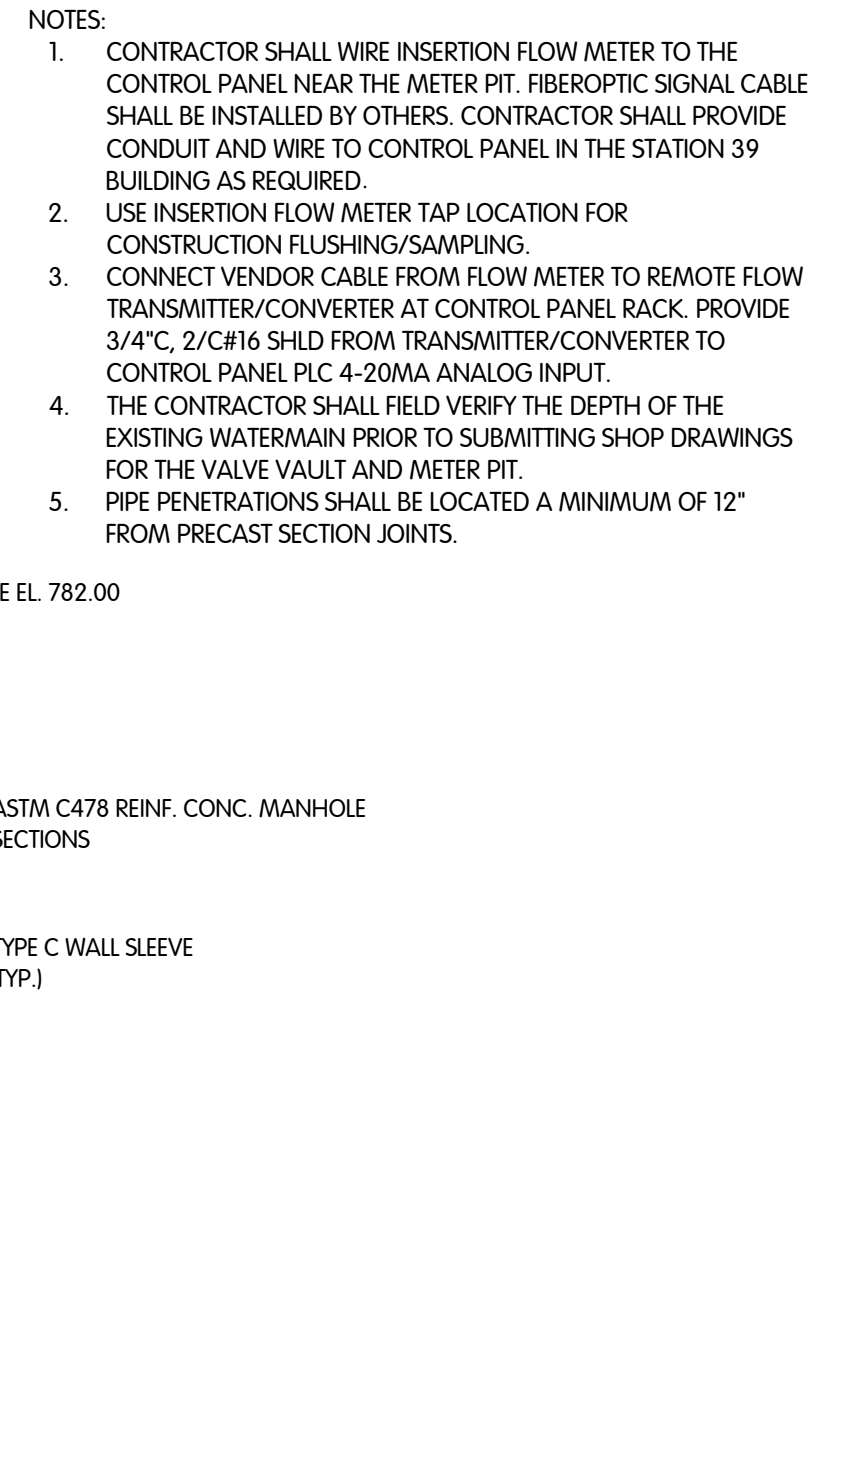 NOTES:
1. CONTRACTOR SHALL WIRE INSERTION FLOW METER TO THE
CONTROL PANEL NEAR THE METER PIT. FIBEROPTIC SIGNAL CABLE
SHALL BE INSTALLED BY OTHERS. CONTRACTOR SHALL PROVIDE
CONDUIT AND WIRE TO CONTROL PANEL IN THE STATION 39
BUILDING AS REQUIRED.
2. USE INSERTION FLOW METER TAP LOCATION FOR
CONSTRUCTION FLUSHING/SAMPLING.
3. CONNECT VENDOR CABLE FROM FLOW METER TO REMOTE FLOW
TRANSMITTER/CONVERTER AT CONTROL PANEL RACK. PROVIDE
3/4"C, 2/C#16 SHLD FROM TRANSMITTER/CONVERTER TO
CONTROL PANEL PLC 4-20MA ANALOG INPUT.
4. THE CONTRACTOR SHALL FIELD VERIFY THE DEPTH OF THE
EXISTING WATERMAIN PRIOR TO SUBMITTING SHOP DRAWINGS
FOR THE VALVE VAULT AND METER PIT.
5. PIPE PENETRATIONS SHALL BE LOCATED A MINIMUM OF 12"
FROM PRECAST SECTION JOINTS.
E EL. 782.00
ASTM C478 REINF. CONC. MANHOLE
SECTIONS
TYPE C WALL SLEEVE
TYP.)